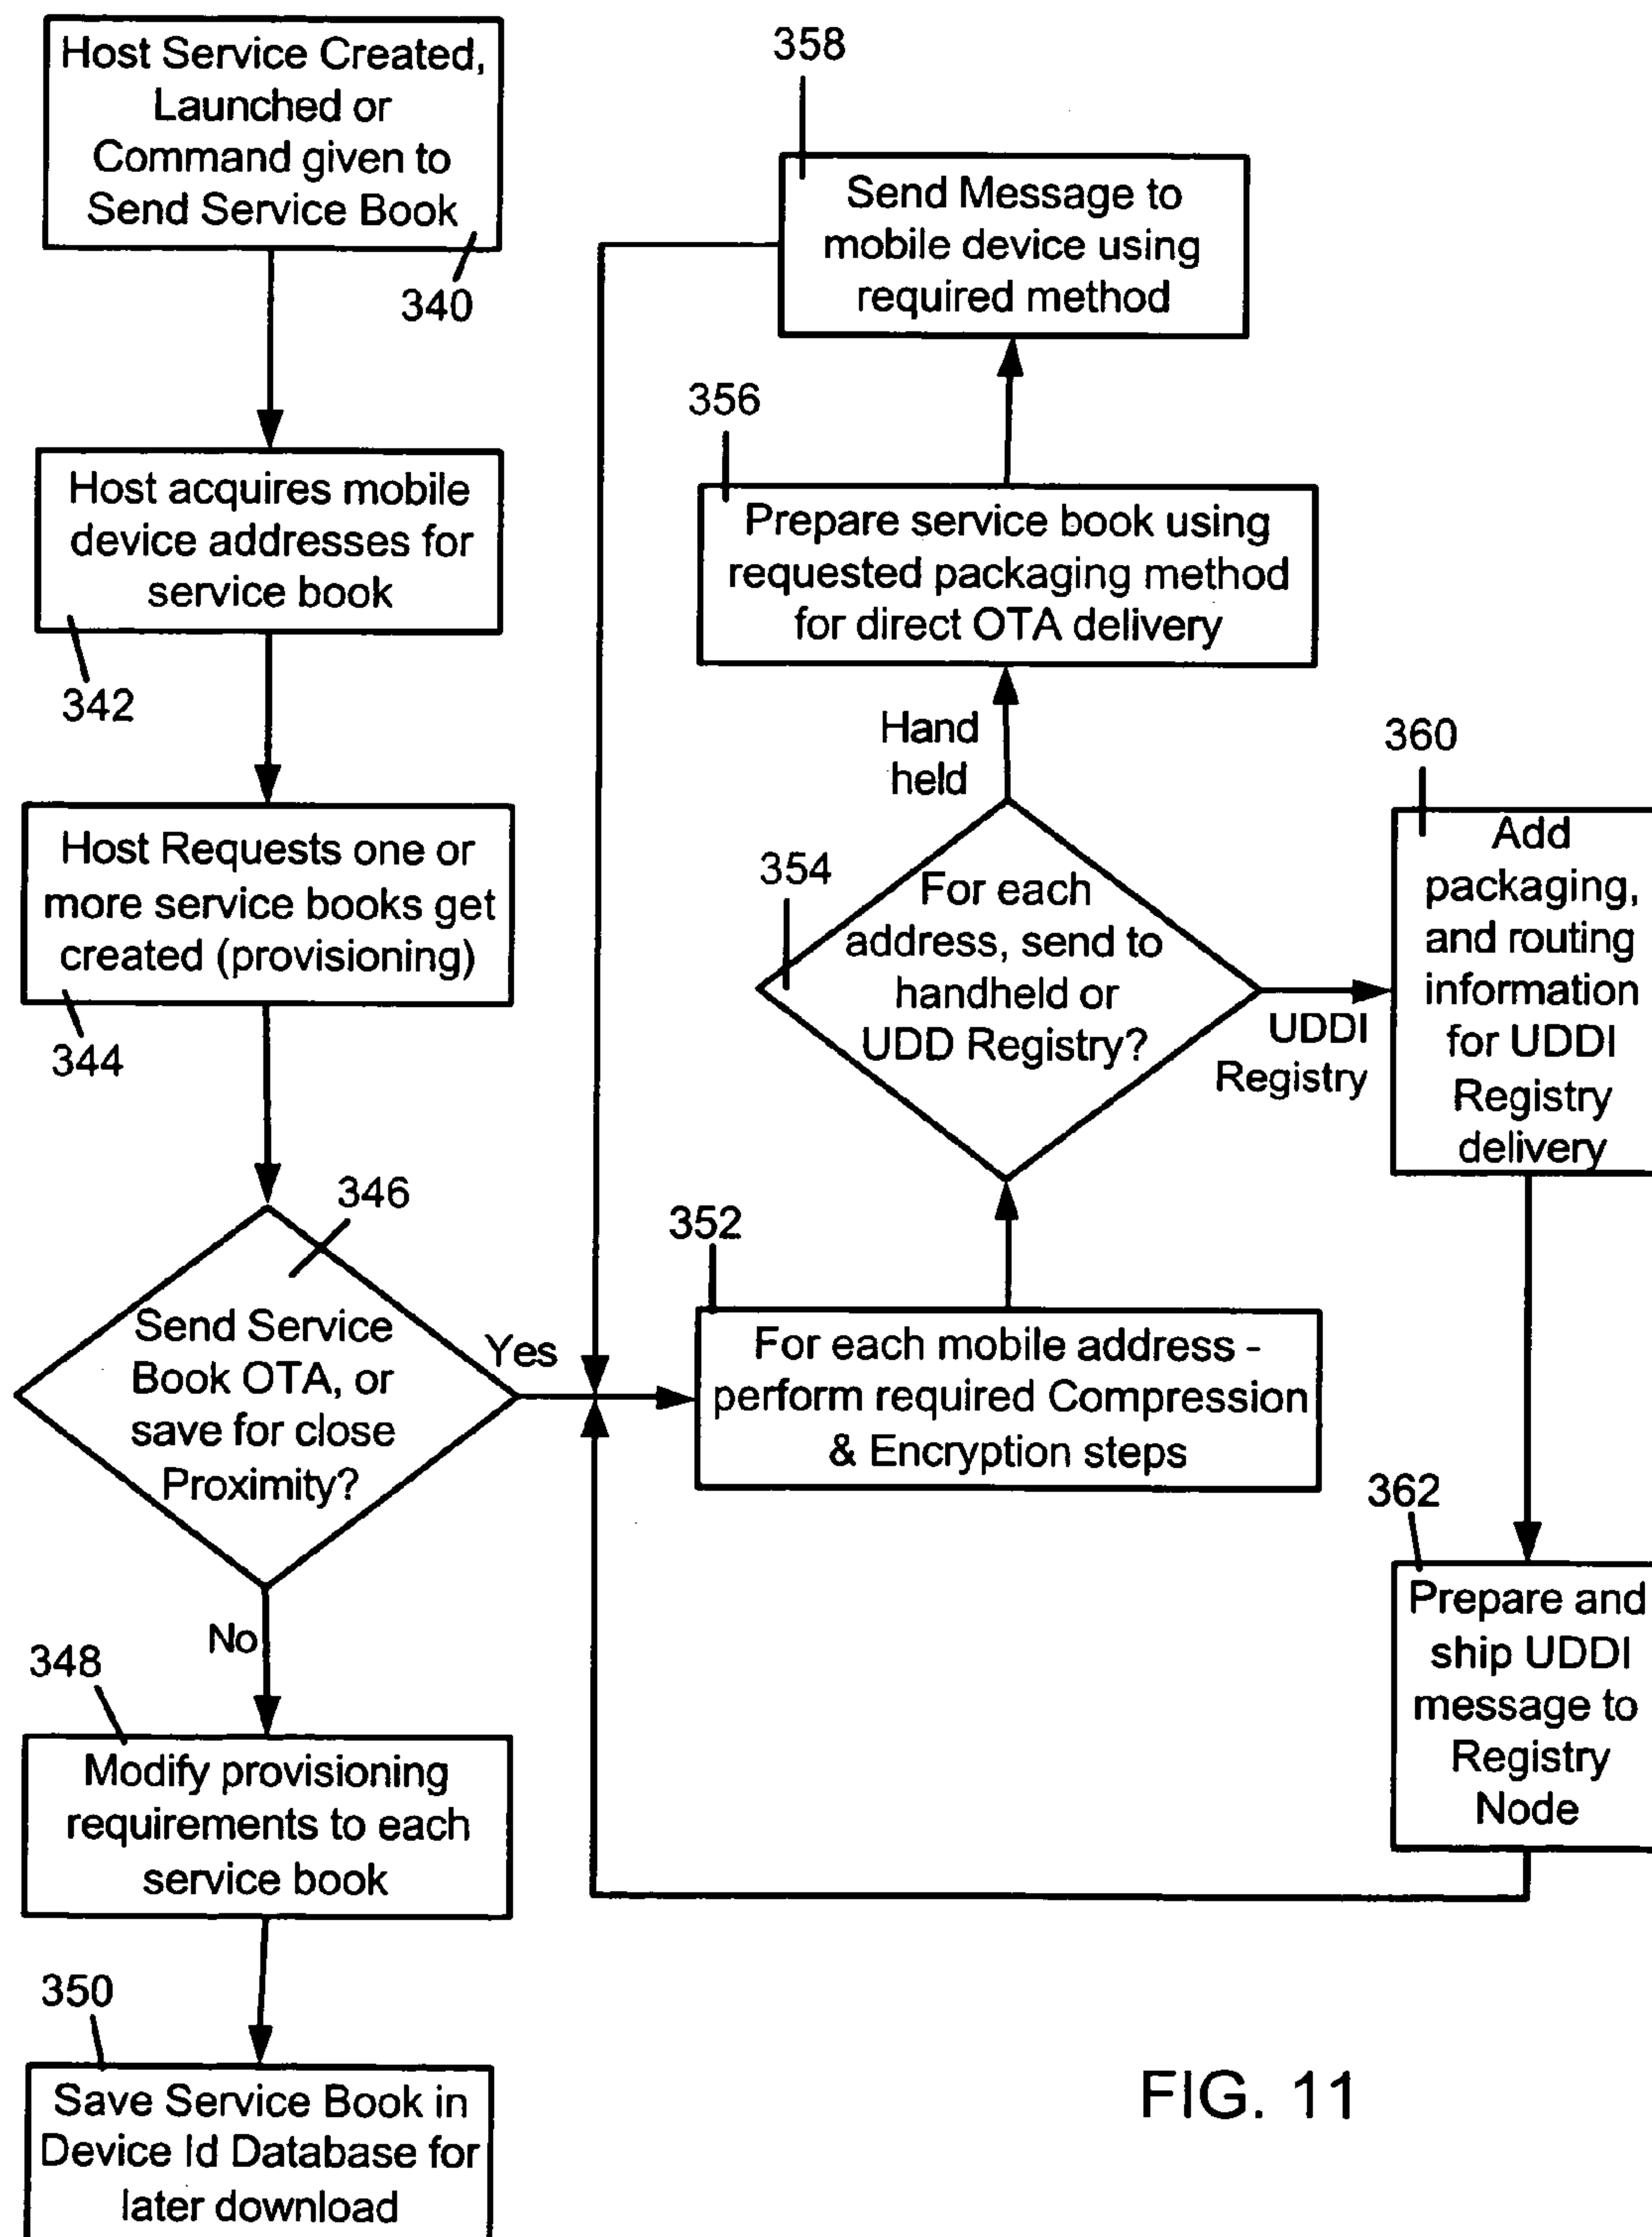 Host Service Created,
Launched or
Command given to
Send Service Book
340
Host acquires mobile
device addresses for
service book
342
Host Requests one or
more service books get
created (provisioning)
344
346
Send Service
Book OTA, or
save for close
Proximity?
Yes
No
348
Modify provisioning
requirements to each
service book
350
Save Service Book in
Device Id Database for
later download
358
Send Message to
mobile device using
required method
356
Prepare service book using
requested packaging method
for direct OTA delivery
Hand
held
354
For each
address, send to
handheld or
UDD Registry?
UDDI
Registry
352
For each mobile address -
perform required Compression
& Encryption steps
360
Add
packaging,
and routing
information
for UDDI
Registry
delivery
362
Prepare and
ship UDDI
message to
Registry
Node
FIG. 11